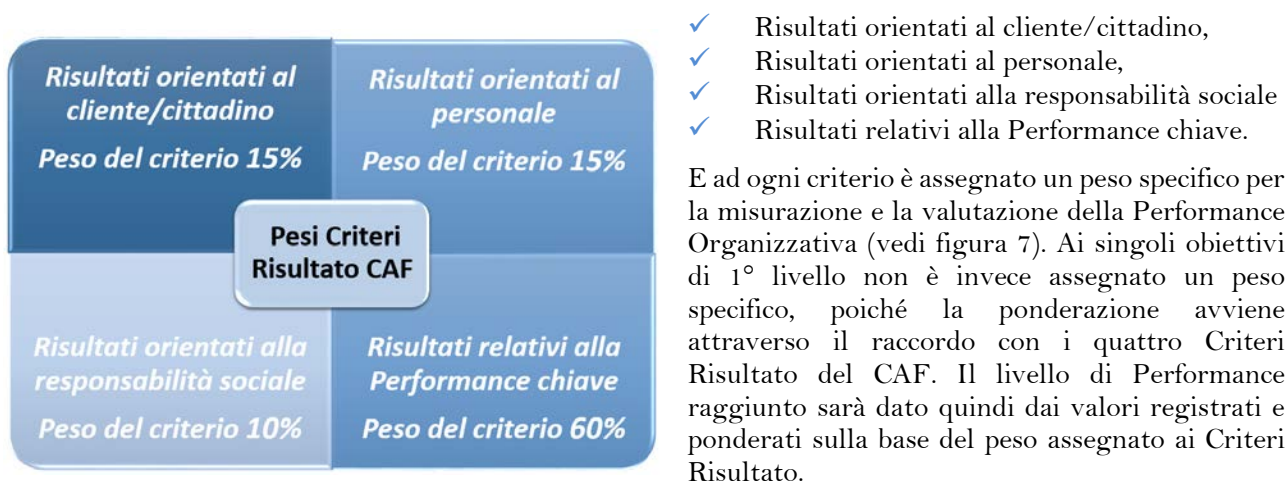 Risultati orientati al
cliente/cittadino
Peso del criterio 15%
Risultati orientati al
personale
Peso del criterio 15%
Pesi Criteri
Risultato CAF
Risultati orientati alla
responsabilità sociale
Peso del criterio 10%
Risultati relativi alla
Performance chiave
Peso del criterio 60%
✓ Risultati orientati al cliente/cittadino,
✓ Risultati orientati al personale,
✓ Risultati orientati alla responsabilità sociale
✓ Risultati relativi alla Performance chiave.
E ad ogni criterio è assegnato un peso specifico per
la misurazione e la valutazione della Performance
Organizzativa (vedi figura 7). Ai singoli obiettivi
di 1° livello non è invece assegnato un peso
specifico, poiché la ponderazione avviene
attraverso il raccordo con i quattro Criteri
Risultato del CAF. Il livello di Performance
raggiunto sarà dato quindi dai valori registrati e
ponderati sulla base del peso assegnato ai Criteri
Risultato.